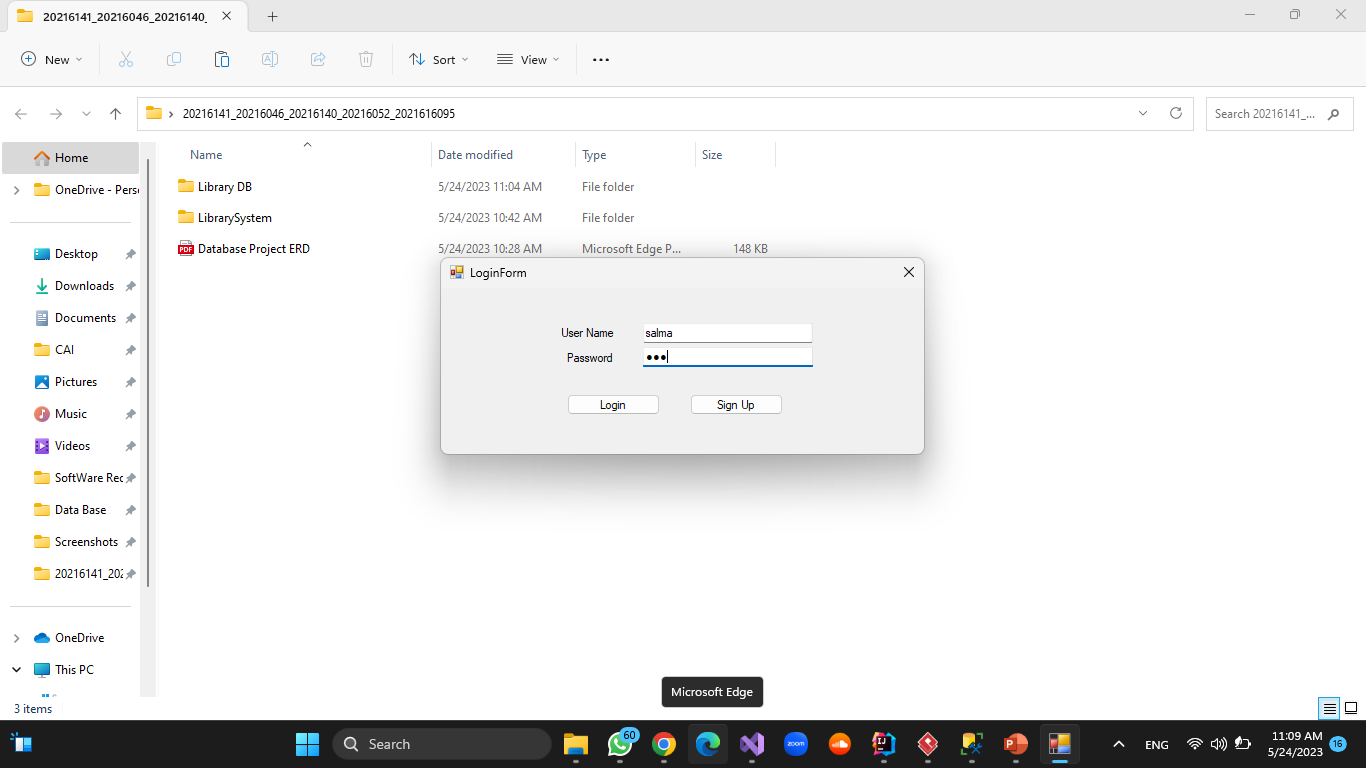 20216141_20216046_20216140_
New
Sort
View
20216141_20216046_20216140_20216052_2021616095
Search 20216141_...
Home
OneDrive - Pers
Desktop
Downloads
Documents
CAI
Pictures
Music
Videos
SoftWare Rec
Data Base
Screenshots
20216141_202
OneDrive
This PC
Name
Date modified
Type
Size
Library DB
5/24/2023 11:04 AM
File folder
LibrarySystem
5/24/2023 10:42 AM
File folder
PDF
Database Project ERD
5/24/2023 10:28 AM
Microsoft Edge P...
148 KB
LoginForm
User Name
salma
Password
Login
Sign Up
Microsoft Edge
3 items
Search
60
zoom
ENG
11:09 AM
5/24/2023
16